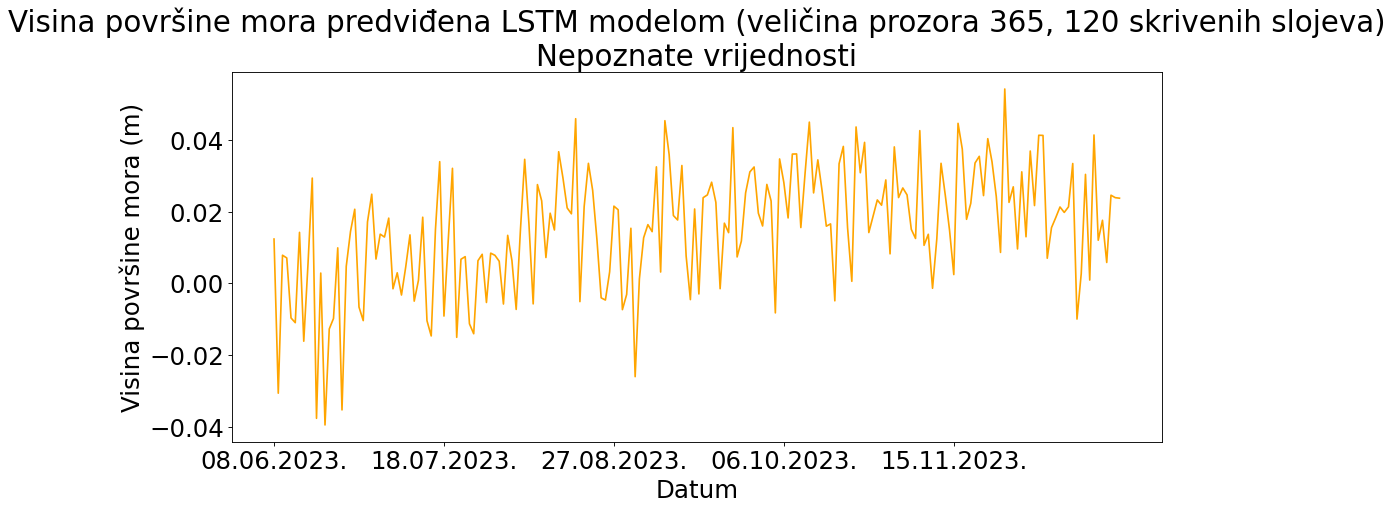 Visina površine mora predviđena LSTM modelom (veličina prozora 365, 120 skrivenih slojeva)
Nepoznate vrijednosti
Visina površine mora (m)
0.04
0.02
0.00
−0.02
−0.04
08.06.2023. 18.07.2023. 27.08.2023. 06.10.2023. 15.11.2023.
Datum